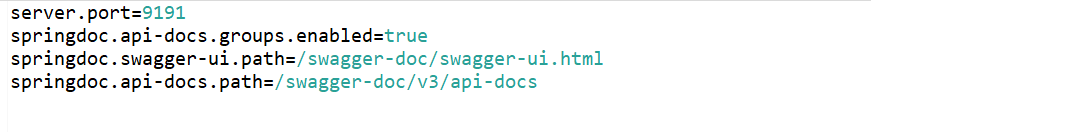 server.port=9191
springdoc.api-docs.groups.enabled=true
springdoc.swagger-ui.path=/swagger-doc/swagger-ui.html
springdoc.api-docs.path=/swagger-doc/v3/api-docs